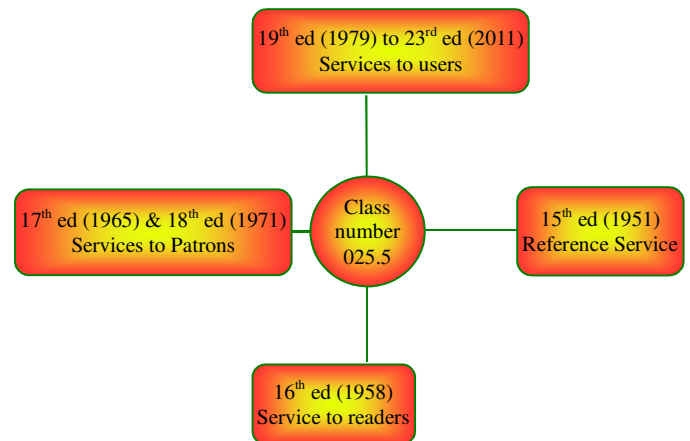 19th ed (1979) to 23rd ed (2011)
Services to users
17th ed (1965) & 18th ed (1971)
Services to Patrons
Class
number
025.5
15th ed (1951)
Reference Service
16th ed (1958)
Service to readers